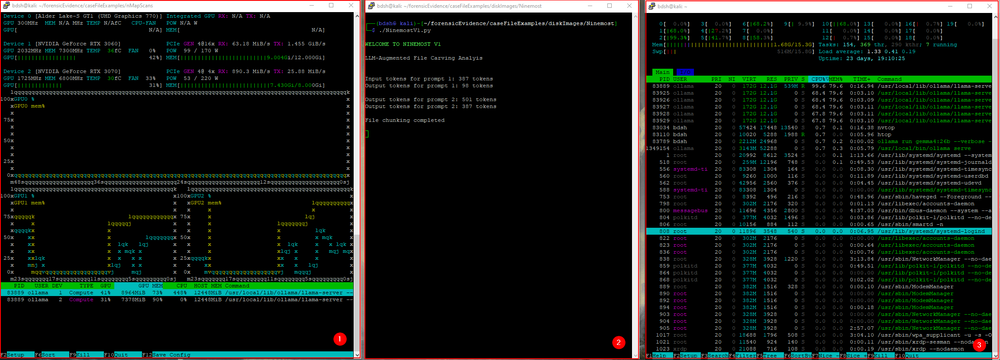 bdsh@kali: ~/forensicEvidence/caseFileExamples/nMapScans
Device 0 [Alder Lake-S GT1 (UHD Graphics 770)] Integrated GPU RX: N/A TX: N/A
GPU 300MHz  MEM N/A MHz TEMP N/AfC   CPU-FAN   POW N/A W
GPU[                                      N/A] MEM[                                      N/A]
Device 1 [NVIDIA GeForce RTX 3060]             PCIe GEN 4@16x RX: 63.18 MiB/s TX: 1.455 GiB/s
GPU 2032MHz MEM 7300MHz TEMP  36fC  FAN   0%   POW  99 / 170 W
GPU[|||||||||||||||||                     42%] MEM[|||||||||||||||||||||||||9.004Gi/12.000Gi]
Device 2 [NVIDIA GeForce RTX 3070]             PCIe GEN 4@ 4x RX: 890.3 MiB/s TX: 25.88 MiB/s
GPU 1725MHz MEM 6800MHz TEMP  30fC  FAN  33%   POW  53 / 220 W
GPU[|||||||||||||                         31%] MEM[||||||||||||||||||||||||||7.430Gi/8.000Gi]
100xGPU0 %
xGPU0 mem%
75x
50x
25x
0x
m48s 36s 24s 12s 0sj
100xGPU1 % x100xGPU2 %
xGPU1 mem% xGPU2 mem%
75x 75x
50x 50x
25x 25x
0x 0x
m23s 17s 11s 5s 0sj m23s 17s 11s 5s 0sj
PID   USER DEV     TYPE  GPU        GPU MEM    CPU  HOST MEM Command
83889 ollama   1  Compute  41%   8964MiB  73%   448%  12448MiB /usr/local/lib/ollama/llama-server --
83889 ollama   2  Compute  31%   7378MiB  90%     0%  12448MiB /usr/local/lib/ollama/llama-server --
1
F2Setup   F6Sort    F9Kill    F10Quit    F12Save Config
bdsh@kali: ~/forensicEvidence/caseFileExamples/diskImages/Ninemost
(bdsh㉿ kali)-[~/forensicEvidence/caseFileExamples/diskImages/Ninemost]
$ ./NinemostV1.py
WELCOME TO NINEMOST V1
LLM-Augmented File Carving Analyis
Input tokens for prompt 1: 387 tokens
Output tokens for prompt 1: 98 tokens
Output tokens for prompt 2: 501 tokens
Output tokens for prompt 2: 387 tokens
File chunking completed
2
bdsh@kali: ~
0[  0.0%]  3[  0.0%]  6[|68.2%]  9[| 9.9%] 10[||68.0%] 13[   0.0%] 16[|  0.7%] 19[   0.0%]
1[|68.0%]  4[|27.2%]  7[  0.0%] 11[   0.0%] 14[   0.0%] 17[   0.0%]
2[|99.3%]  5[|41.7%]  8[|58.3%] 12[|  0.7%] 15[   0.0%] 18[   0.0%]
Mem[|||||||||||||||||||||||||||||||1.68G/15.3G] Tasks: 154, 369 thr, 290 kthr; 7 running
Swp[||| 516M/15.8G] Load average: 1.33 0.41 0.19
Uptime: 23 days, 19:10:25
Main I/O
PID USER PRI NI VIRT RES PRIV S CPU%▽MEM% TIME+ Command
83889 ollama 20 0 172G 12.1G 539M R 99.6 79.6 0:16.94 /usr/local/lib/ollama/llama-serve
83925 ollama 20 0 172G 12.1G 0 S 68.4 79.6 0:03.10 /usr/local/lib/ollama/llama-serve
83926 ollama 20 0 172G 12.1G 0 S 68.4 79.6 0:03.09 /usr/local/lib/ollama/llama-serve
83927 ollama 20 0 172G 12.1G 0 S 68.4 79.6 0:03.11 /usr/local/lib/ollama/llama-serve
83928 ollama 20 0 172G 12.1G 0 S 67.8 79.6 0:03.11 /usr/local/lib/ollama/llama-serve
83929 ollama 20 0 172G 12.1G 0 S 67.8 79.6 0:03.10 /usr/local/lib/ollama/llama-serve
83034 bdsh 20 0 57424 17448 13540 S 0.7 0.1 0:16.38 nvtop
83110 bdsh 20 0 10020 5288 1988 R 0.7 0.0 0:05.96 htop
83789 bdsh 20 0 2212M 24968 0 S 0.7 0.2 0:00.02 ollama run gemma4:26b --verbose -
1349154 ollama 20 0 3143M 52288 0 S 0.7 0.3 0:05.79 /usr/local/bin/ollama serve
1 root 20 0 20992 8612 3524 S 0.0 0.1 1:13.66 /usr/lib/systemd/systemd --system
518 root 20 0 259M 12196 748 S 0.0 0.1 0:49.53 /usr/lib/systemd/systemd-journald
556 systemd-ti 20 0 83308 1304 164 S 0.0 0.0 0:08.30 /usr/lib/systemd/systemd-timesync
560 root 20 0 9260 1000 116 S 0.0 0.0 0:11.89 /usr/lib/systemd/systemd-userdbd
562 root 20 0 42956 2560 376 S 0.0 0.0 0:04.45 /usr/lib/systemd/systemd-udevd
588 systemd-ti 20 0 83308 1304 0 S 0.0 0.0 0:00.00 /usr/lib/systemd/systemd-timesync
753 root 20 0 8392 496 216 S 0.0 0.0 0:48.96 /usr/sbin/haveged --Foreground --
798 root 20 0 302M 2176 320 S 0.0 0.0 0:01.13 /usr/libexec/accounts-daemon
800 messagebus 20 0 11696 4356 2800 S 0.0 0.0 4:37.03 /usr/bin/dbus-daemon --system --a
804 polkitd 20 0 377M 4032 1496 S 0.0 0.0 0:03.86 /usr/lib/polkit-1/polkitd --no-de
806 root 20 0 10156 884 112 S 0.0 0.0 0:00.65 /usr/sbin/smartd -n
808 root 20 0 11896 3548 540 S 0.0 0.0 0:06.95 /usr/lib/systemd/systemd-logind
822 root 20 0 302M 2176 0 S 0.0 0.0 0:00.00 /usr/libexec/accounts-daemon
823 root 20 0 302M 2176 0 S 0.0 0.0 0:00.64 /usr/libexec/accounts-daemon
836 root 20 0 302M 2176 0 S 0.0 0.0 0:00.76 /usr/libexec/accounts-daemon
838 root 20 0 328M 3928 1220 S 0.0 0.0 3:13.84 /usr/sbin/NetworkManager --no-dae
859 polkitd 20 0 377M 4032 0 S 0.0 0.0 0:49.51 /usr/lib/polkit-1/polkitd --no-de
864 polkitd 20 0 377M 4032 0 S 0.0 0.0 0:00.00 /usr/lib/polkit-1/polkitd --no-de
868 polkitd 20 0 377M 4032 0 S 0.0 0.0 0:02.02 /usr/lib/polkit-1/polkitd --no-de
889 root 20 0 382M 1516 328 S 0.0 0.0 0:00.10 /usr/sbin/ModemManager
890 root 20 0 382M 1516 0 S 0.0 0.0 0:00.00 /usr/sbin/ModemManager
892 root 20 0 382M 1516 0 S 0.0 0.0 0:00.00 /usr/sbin/ModemManager
894 root 20 0 382M 1516 0 S 0.0 0.0 0:00.18 /usr/sbin/ModemManager
903 root 20 0 328M 3928 0 S 0.0 0.0 0:00.00 /usr/sbin/NetworkManager --no-dae
904 root 20 0 328M 3928 0 S 0.0 0.0 0:00.00 /usr/sbin/NetworkManager --no-dae
905 root 20 0 328M 3928 0 S 0.0 0.0 2:57.07 /usr/sbin/NetworkManager --no-dae
1017 root 20 0 18688 1796 508 S 0.0 0.0 3:04.10 /usr/sbin/wpa_supplicant -u -s -O
1021 root 20 0 11540 924 140 S 0.0 0.0 0:00.11 /usr/sbin/xrdp-sesman --nodaemon
1023 xrdp 20 0 21088 716 108 S 0.0 0.0 0:00.19 /usr/sbin/xrdp --nodaemon
3
F1Help  F2Setup F3SearchF4FilterF5Tree  F6SortByF7Nice -F8Nice +F9Kill  F10Quit